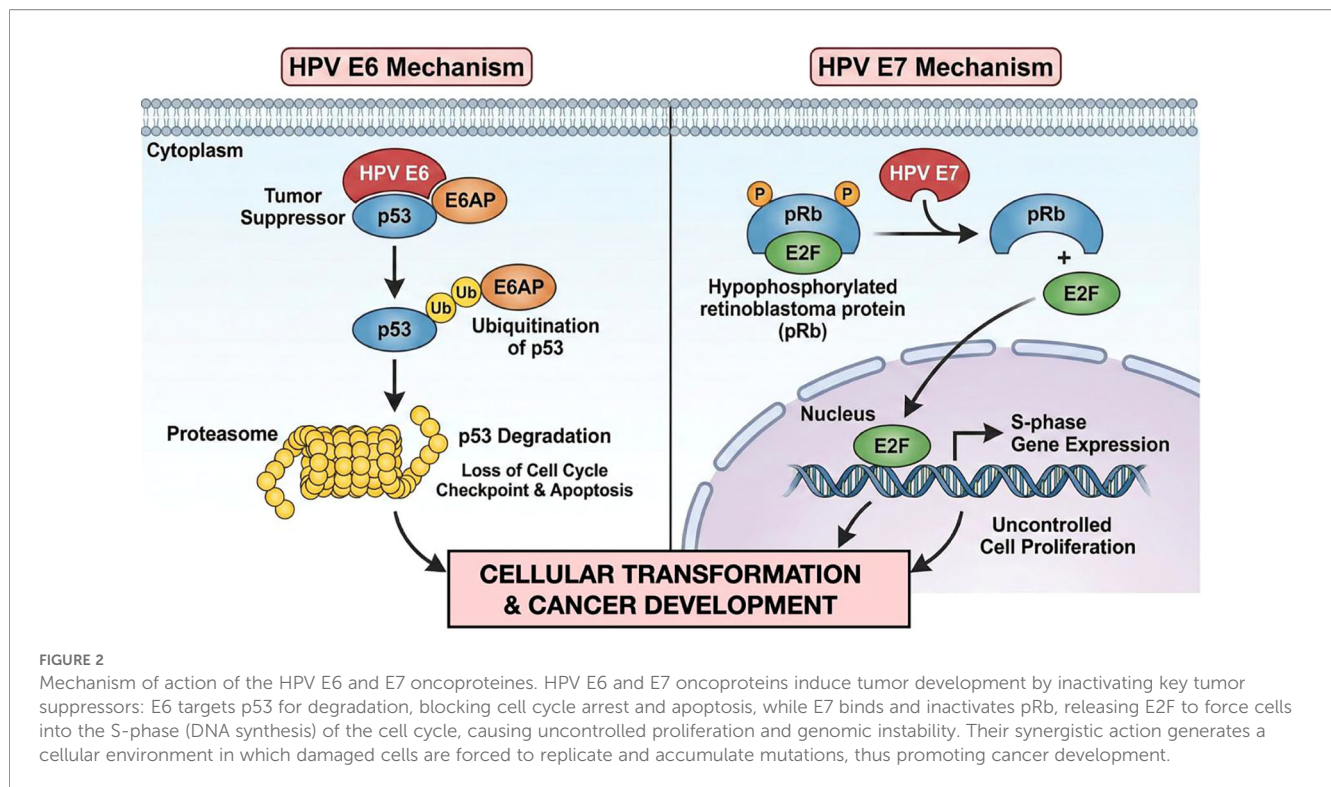 HPV E6 Mechanism
Cytoplasm
HPV E6
Tumor
Suppressor
p53
E6AP
p53
Ub
Ub
E6AP
Ubiquitination
of p53
Proteasome
p53 Degradation
Loss of Cell Cycle
Checkpoint & Apoptosis
HPV E7 Mechanism
P
P
HPV E7
pRb
E2F
pRb
+
E2F
Hypophosphorylated
retinoblastoma protein
(pRb)
Nucleus
E2F
S-phase
Gene Expression
Uncontrolled
Cell Proliferation
CELLULAR TRANSFORMATION
& CANCER DEVELOPMENT
FIGURE 2
Mechanism of action of the HPV E6 and E7 oncoproteines. HPV E6 and E7 oncoproteins induce tumor development by inactivating key tumor
suppressors: E6 targets p53 for degradation, blocking cell cycle arrest and apoptosis, while E7 binds and inactivates pRb, releasing E2F to force cells
into the S-phase (DNA synthesis) of the cell cycle, causing uncontrolled proliferation and genomic instability. Their synergistic action generates a
cellular environment in which damaged cells are forced to replicate and accumulate mutations, thus promoting cancer development.